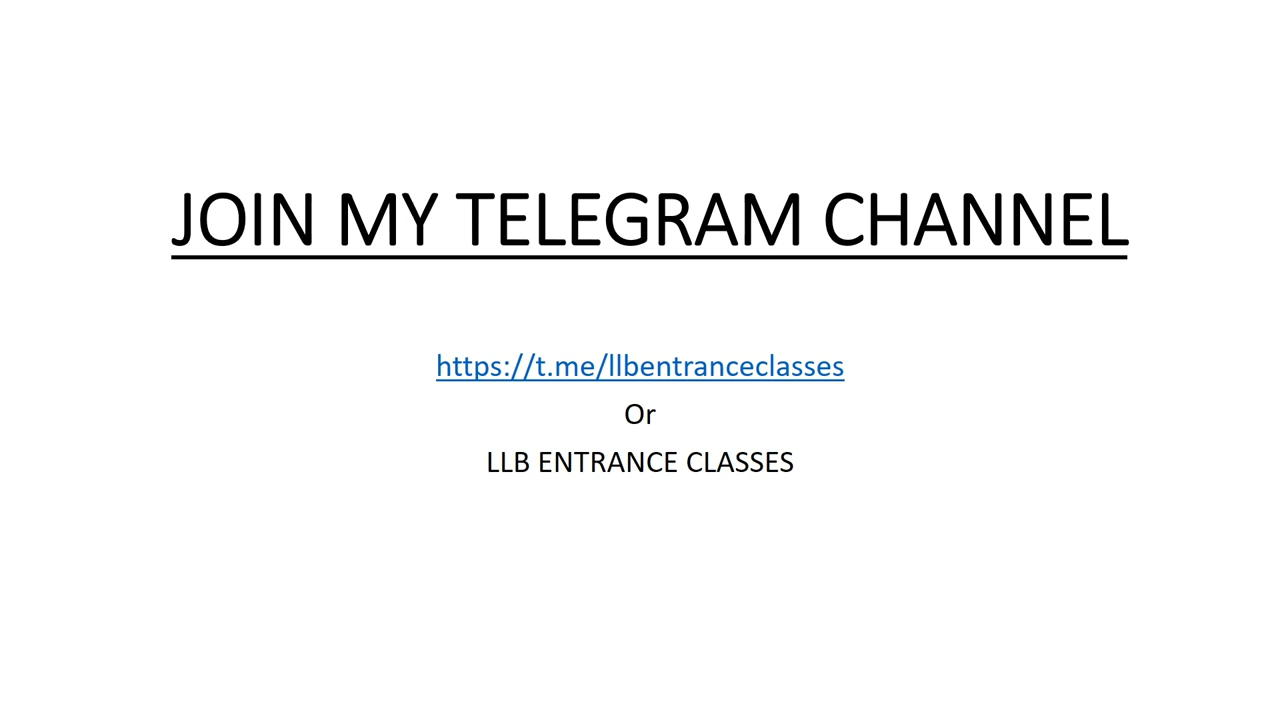 JOIN MY TELEGRAM CHANNEL
https://t.me/llbentranceclasses
Or
LLB ENTRANCE CLASSES